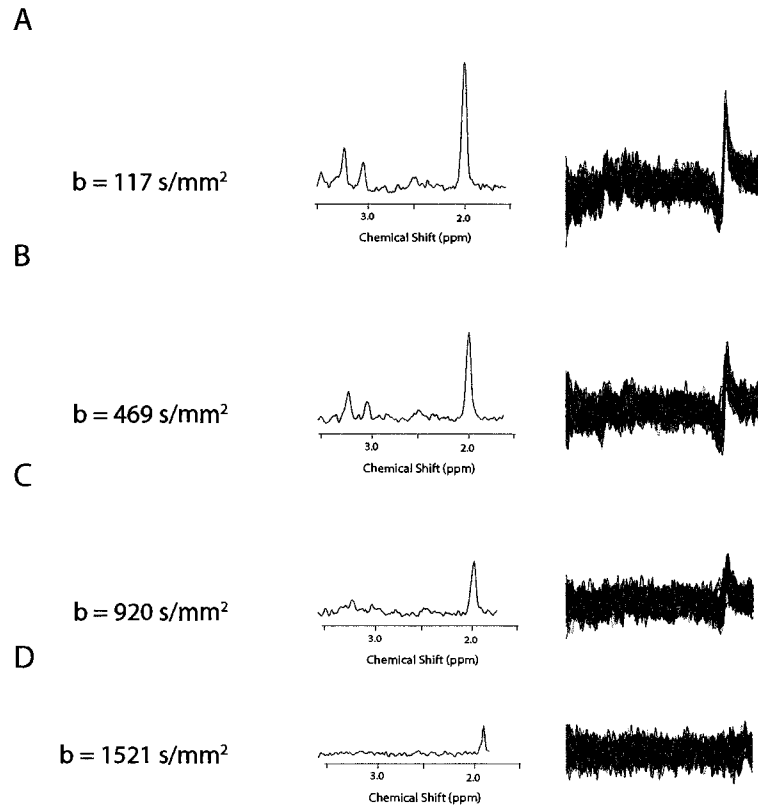 A
b = 117 s/mm²
3.0 2.0
Chemical Shift (ppm)
B
b = 469 s/mm²
3.0 2.0
Chemical Shift (ppm)
C
b = 920 s/mm²
3.0 2.0
Chemical Shift (ppm)
D
b = 1521 s/mm²
3.0 2.0
Chemical Shift (ppm)